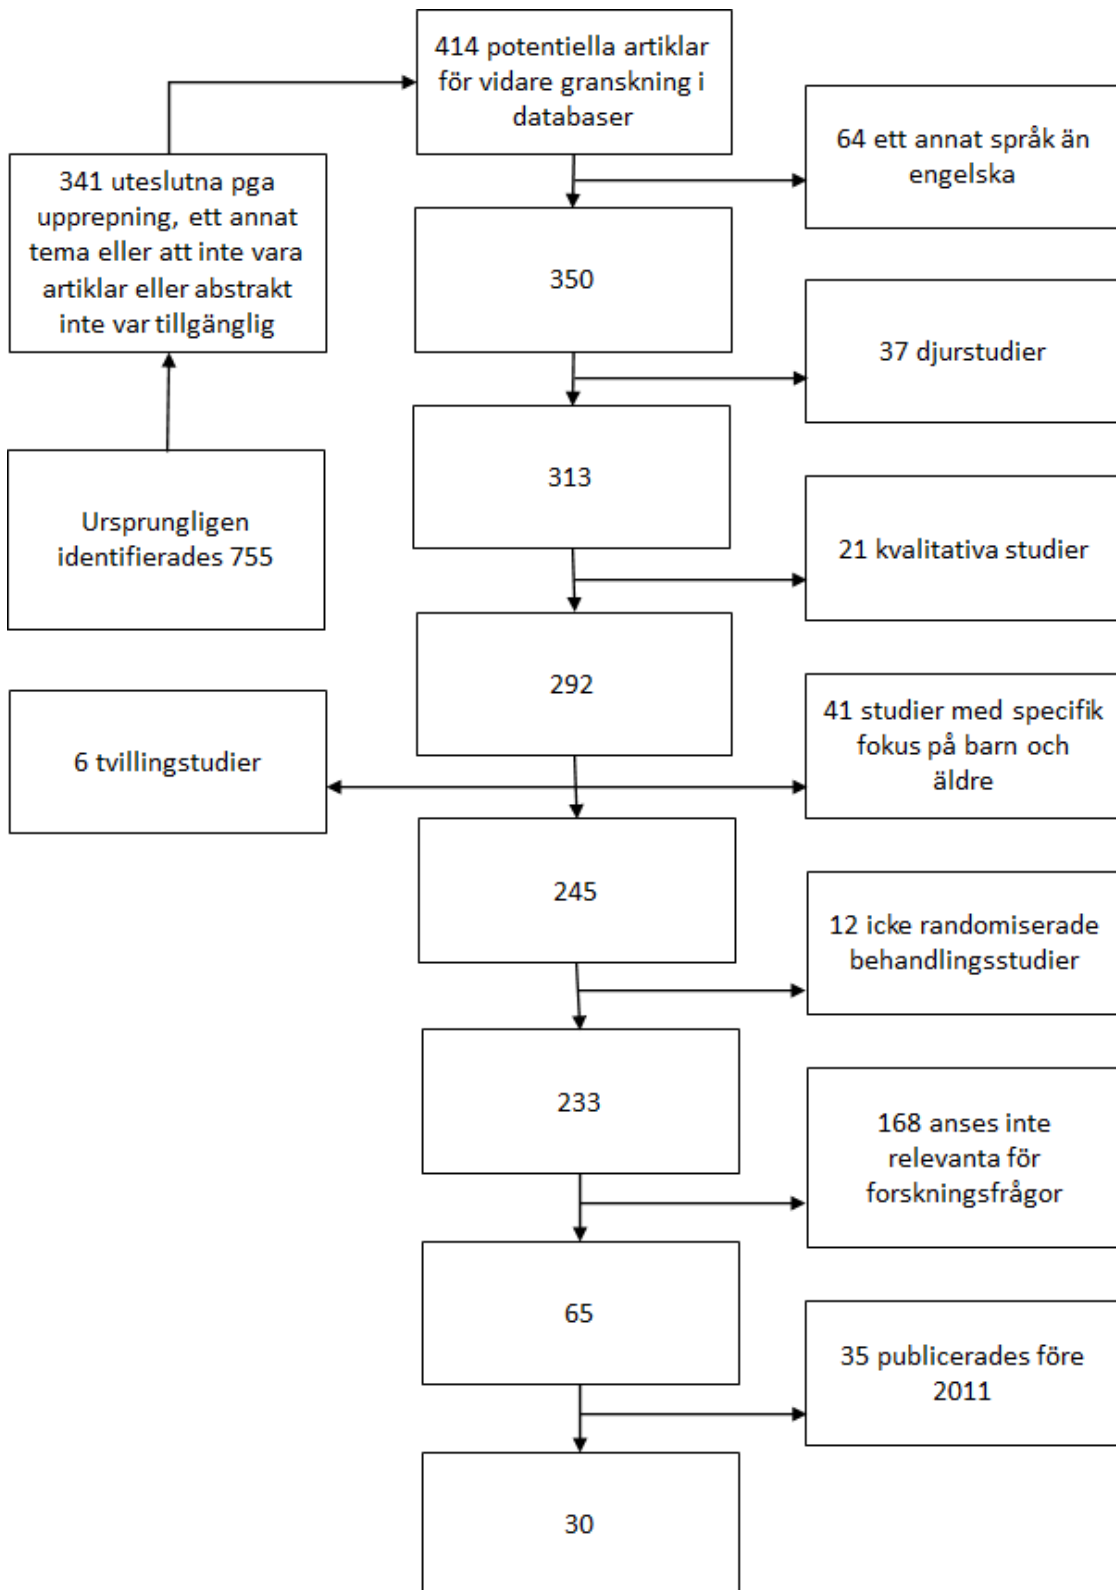 414 potentiella artiklar
för vidare granskning i
databaser
64 ett annat språk än
engelska
341 uteslutna pga
upprepning, ett annat
tema eller att inte vara
artiklar eller abstrakt
inte var tillgänglig
350
37 djurstudier
Ursprungligen
identifierades 755
313
21 kvalitativa studier
292
6 tvillingstudier
41 studier med specifik
fokus på barn och
äldre
245
12 icke randomiserade
behandlingsstudier
233
168 anses inte
relevanta för
forskningsfrågor
65
35 publicerades före
2011
30